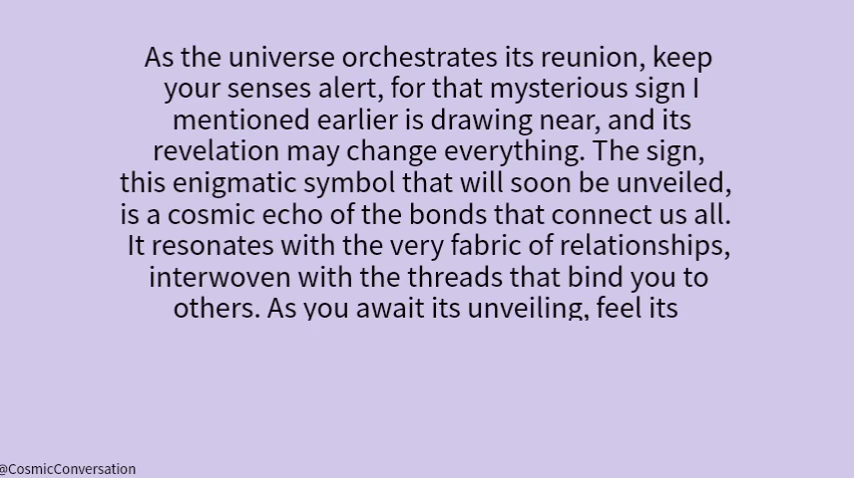 As the universe orchestrates its reunion, keep
your senses alert, for that mysterious sign I
mentioned earlier is drawing near, and its
revelation may change everything. The sign,
this enigmatic symbol that will soon be unveiled,
is a cosmic echo of the bonds that connect us all.
It resonates with the very fabric of relationships,
interwoven with the threads that bind you to
others. As you await its unveiling, feel its
@CosmicConversation